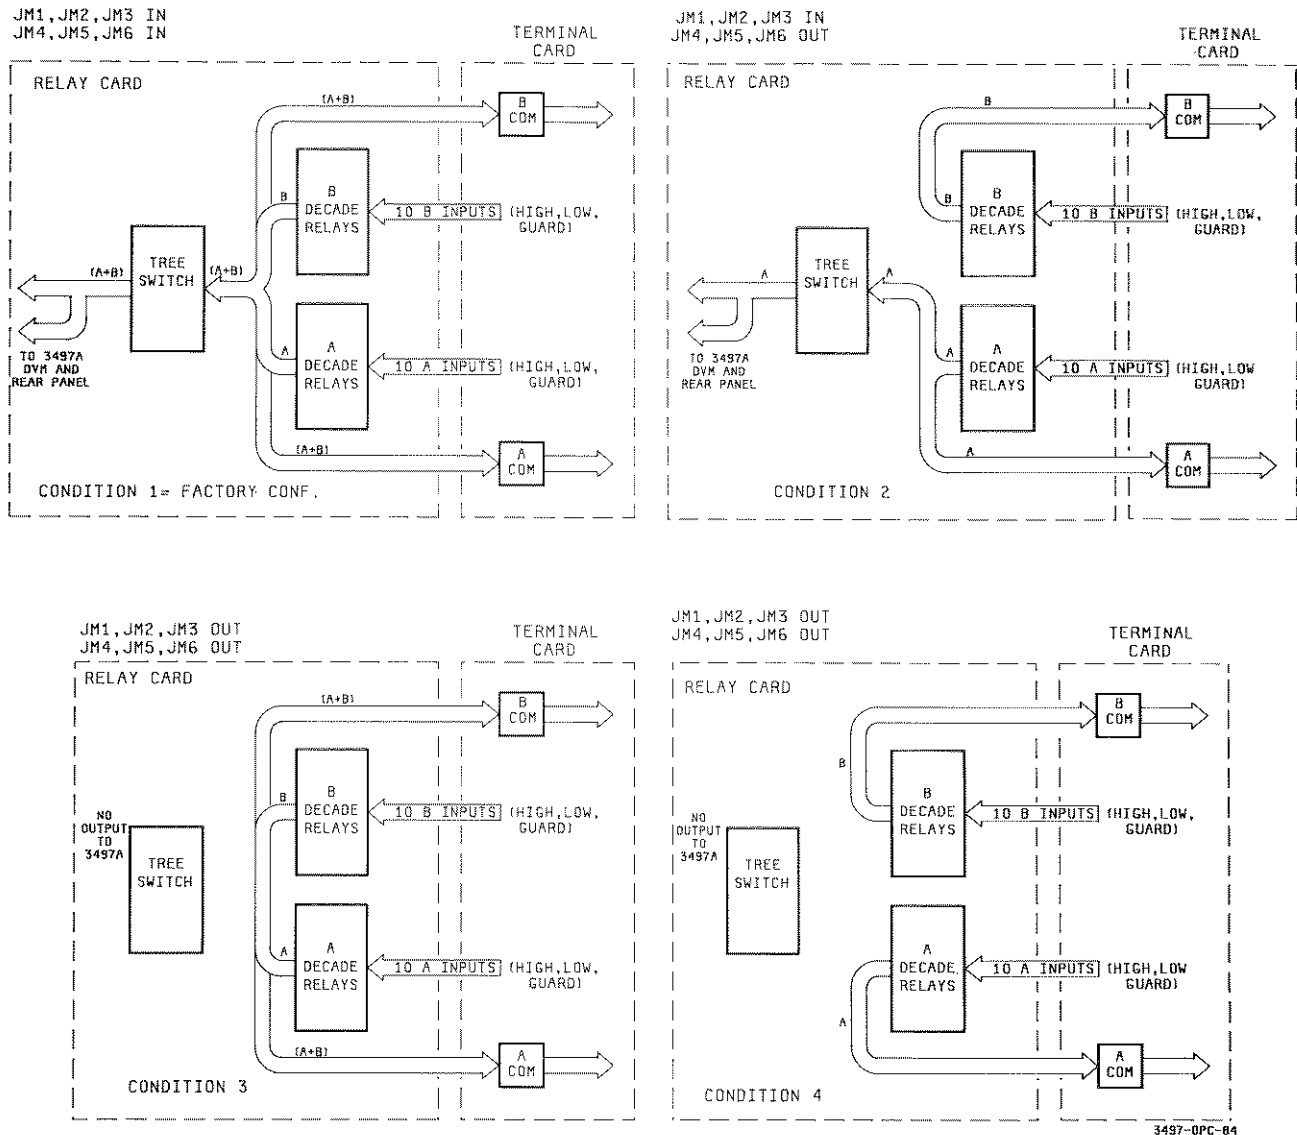 JM1,JM2,JM3 IN
JM4,JM5,JM6 IN
TERMINAL
CARD
RELAY CARD
(A+B)
B
COM
B
B
DECADE
RELAYS
10 B INPUTS
(HIGH,LOW,
GUARD)
TREE
SWITCH
(A+B)
(A+B)
TO 3497A
DVM AND
REAR PANEL
A
A
DECADE
RELAYS
10 A INPUTS
(HIGH,LOW,
GUARD)
(A+B)
A
COM
CONDITION 1= FACTORY CONF.
JM1,JM2,JM3 IN
JM4,JM5,JM6 OUT
TERMINAL
CARD
RELAY CARD
B
B
COM
B
B
DECADE
RELAYS
10 B INPUTS
(HIGH,LOW,
GUARD)
TREE
SWITCH
A
A
TO 3497A
DVM AND
REAR PANEL
A
A
DECADE
RELAYS
10 A INPUTS
(HIGH,LOW
GUARD)
A
A
COM
CONDITION 2
JM1,JM2,JM3 OUT
JM4,JM5,JM6 OUT
TERMINAL
CARD
RELAY CARD
(A+B)
B
COM
B
B
DECADE
RELAYS
10 B INPUTS
(HIGH,LOW,
GUARD)
NO
OUTPUT
TO
3497A
TREE
SWITCH
A
A
DECADE
RELAYS
10 A INPUTS
(HIGH,LOW,
GUARD)
(A+B)
A
COM
CONDITION 3
JM1,JM2,JM3 OUT
JM4,JM5,JM6 OUT
TERMINAL
CARD
RELAY CARD
B
COM
B
B
DECADE
RELAYS
10 B INPUTS
(HIGH,LOW,
GUARD)
NO
OUTPUT
TO
3497A
TREE
SWITCH
A
DECADE
RELAYS
10 A INPUTS
(HIGH,LOW
GUARD)
A
A
COM
CONDITION 4
3497-OPC-84